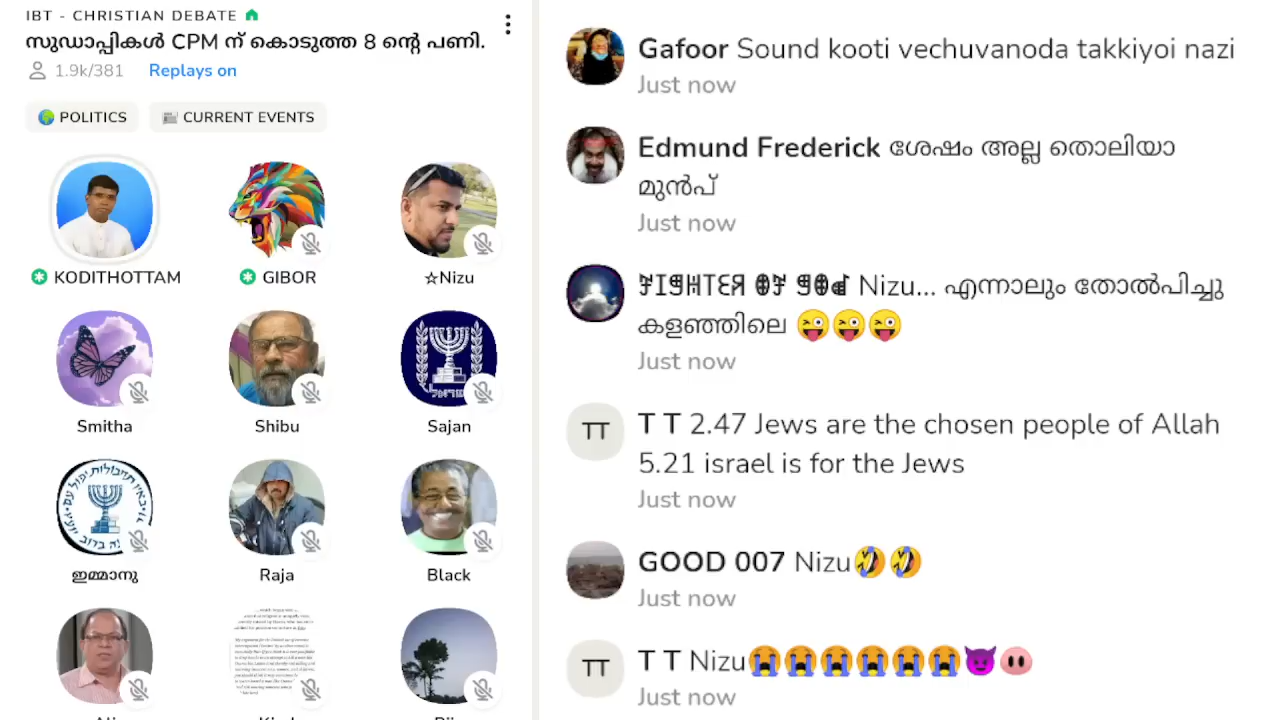 IBT - CHRISTIAN DEBATE
സുഡാപ്പികൾ CPM ന് കൊടുത്ത 8 ന്റെ പണി.
1.9k/381 Replays on
POLITICS CURRENT EVENTS
KODITHOTTAM GIBOR ☆Nizu
Smitha Shibu Sajan
ഇമ്മാനു Raja Black
Gafoor Sound kooti vechuvanoda takkiyoi nazi
Just now
Edmund Frederick ശേഷം അല്ല തൊലിയാ
മുൻപ്
Just now
FIGHTER OF GOD Nizu... എന്നാലും തോൽപിച്ചു
കളഞ്ഞിലെ 😜😜😜
Just now
T T 2.47 Jews are the chosen people of Allah
5.21 israel is for the Jews
Just now
GOOD 007 Nizu🤣🤣
Just now
T T Nizu😭😭😭😭😭😭😈🐽
Just now
TT
TT